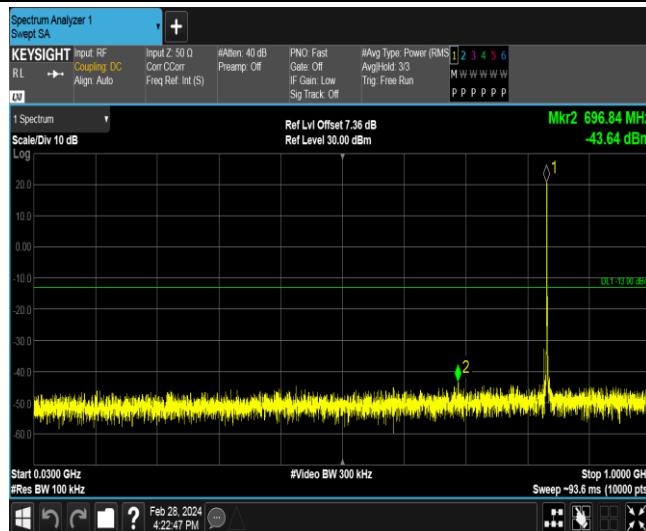 Spectrum Analyzer 1
Swept SA
+
KEYSIGHT Input: RF Input Z: 50 Ω #Atten: 40 dB PNO: Fast #Avg Type: Power (RMS 1 2 3 4 5 6
RL Coupling: DC Corr CCorr Preamp: Off Gate: Off Avg|Hold: 3/3 M W W W W W
Align: Auto Freq Ref: Int (S) IF Gain: Low Trig: Free Run
Sig Track: Off P P P P P P
LXI
1 Spectrum Ref Lvl Offset 7.36 dB Mkr2 696.84 MHz
Scale/Div 10 dB Ref Level 30.00 dBm -43.64 dBm
Log
1
20.0
10.0
0.00
-10.0
DL1 -13.00 dBm
-20.0
-30.0
-40.0
2
-50.0
-60.0
Start 0.0300 GHz #Video BW 300 kHz Stop 1.0000 GH
#Res BW 100 kHz Sweep ~93.6 ms (10000 pts
? Feb 28, 2024
4:22:47 PM